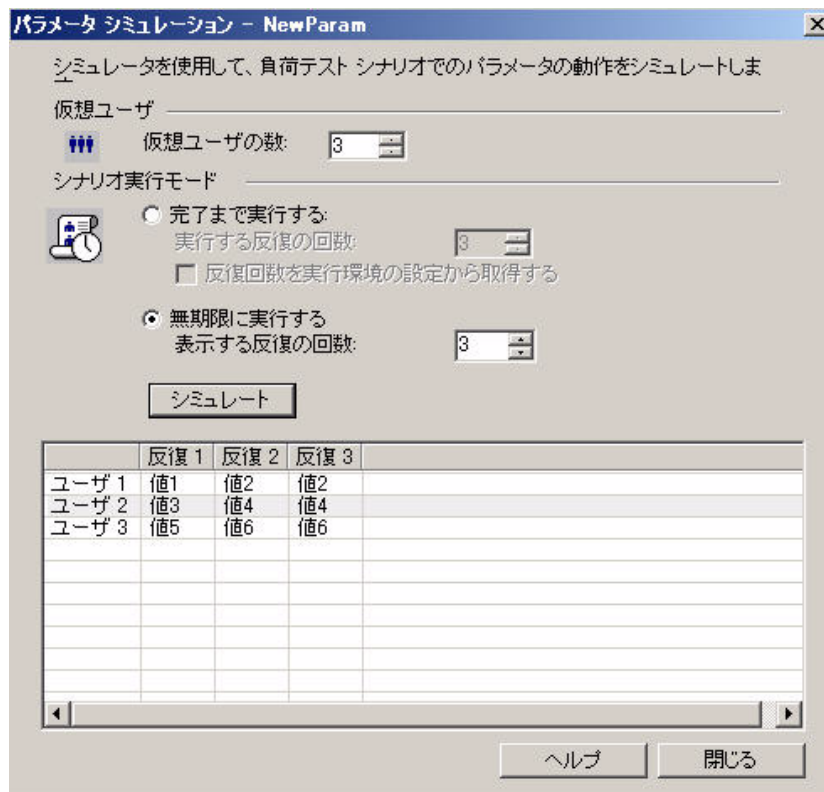 パラメータ シミュレーション - NewParam
シミュレータを使用して、負荷テスト シナリオでのパラメータの動作をシミュレートしま
仮想ユーザ
仮想ユーザの数: 3
シナリオ実行モード
完了まで実行する:
実行する反復の回数: 3
反復回数を実行環境の設定から取得する
無期限に実行する
表示する反復の回数: 3
シミュレート
反復 1 反復 2 反復 3
ユーザ 1 値1 値2 値2
ユーザ 2 値3 値4 値4
ユーザ 3 値5 値6 値6
ヘルプ 閉じる